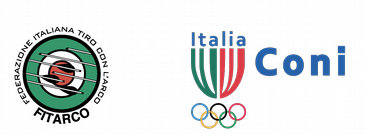 FEDERAZIONE ITALIANA TIRO CON L'ARCO
FITARCO
Italia
Coni